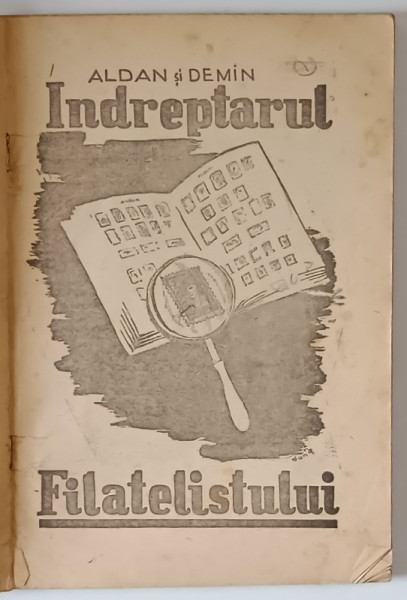 ALDAN și DEMIN
Indreptarul
Filatelistului